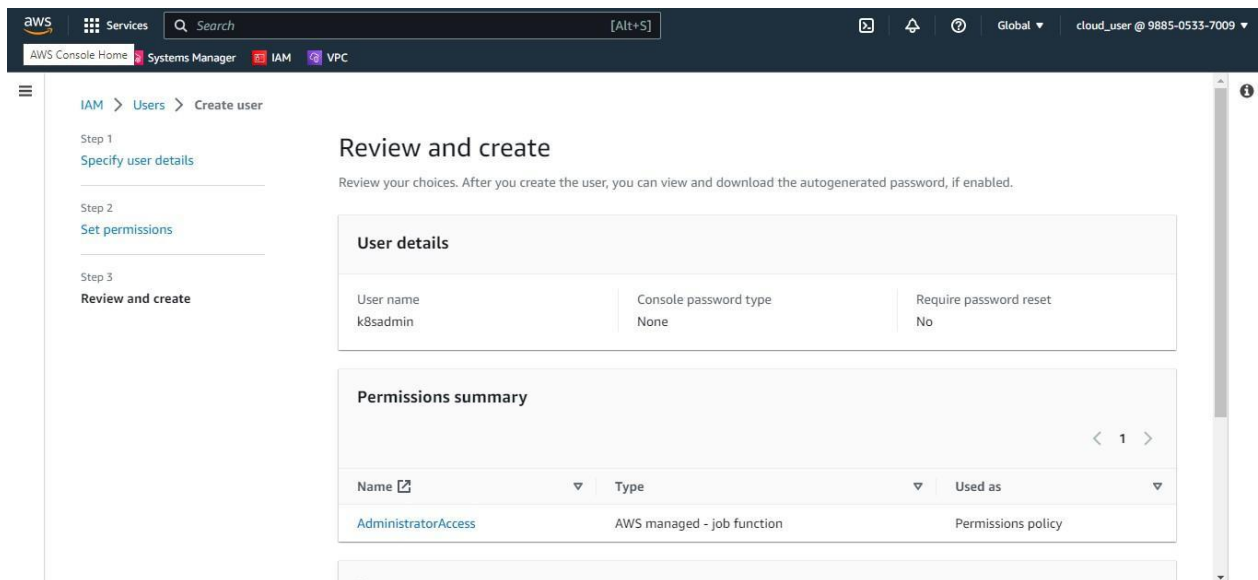 aws Services Search [Alt+S] Global ▼ cloud_user @ 9885-0533-7009 ▼
AWS Console Home Systems Manager IAM VPC
IAM > Users > Create user
Step 1
Specify user details
Step 2
Set permissions
Step 3
Review and create
Review and create
Review your choices. After you create the user, you can view and download the autogenerated password, if enabled.
User details
User name Console password type Require password reset
k8sadmin None No
Permissions summary
< 1 >
Name Type Used as
AdministratorAccess AWS managed - job function Permissions policy